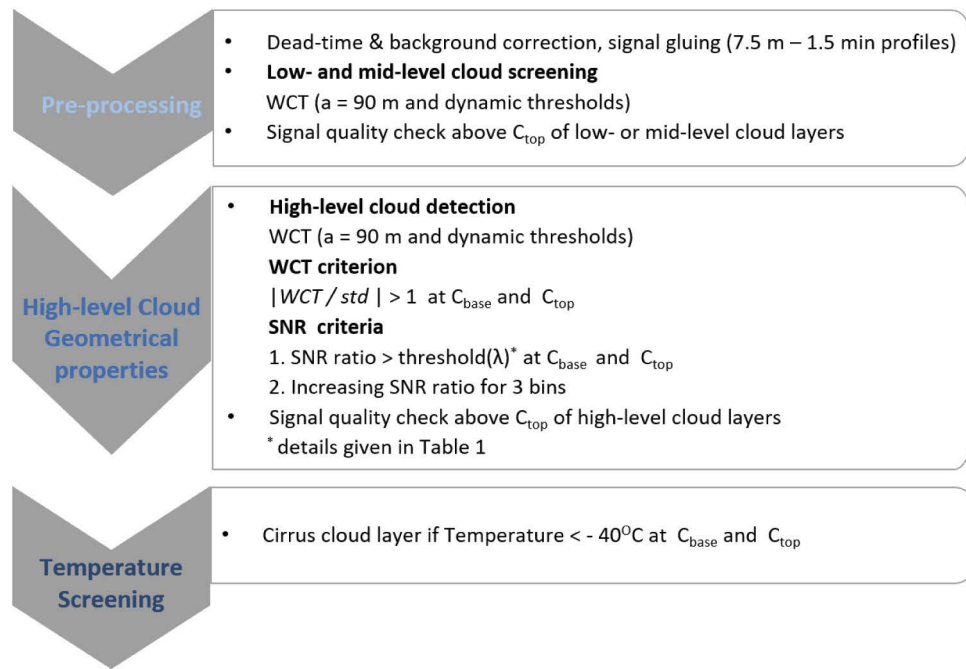 Pre-processing
• Dead-time & background correction, signal gluing (7.5 m – 1.5 min profiles)
• Low- and mid-level cloud screening
WCT (a = 90 m and dynamic thresholds)
• Signal quality check above Ctop of low- or mid-level cloud layers
High-level Cloud
Geometrical
properties
• High-level cloud detection
WCT (a = 90 m and dynamic thresholds)
WCT criterion
|WCT / std | > 1 at Cbase and Ctop
SNR criteria
1. SNR ratio > threshold(λ)* at Cbase and Ctop
2. Increasing SNR ratio for 3 bins
• Signal quality check above Ctop of high-level cloud layers
* details given in Table 1
Temperature
Screening
• Cirrus cloud layer if Temperature < - 40⁰C at Cbase and Ctop